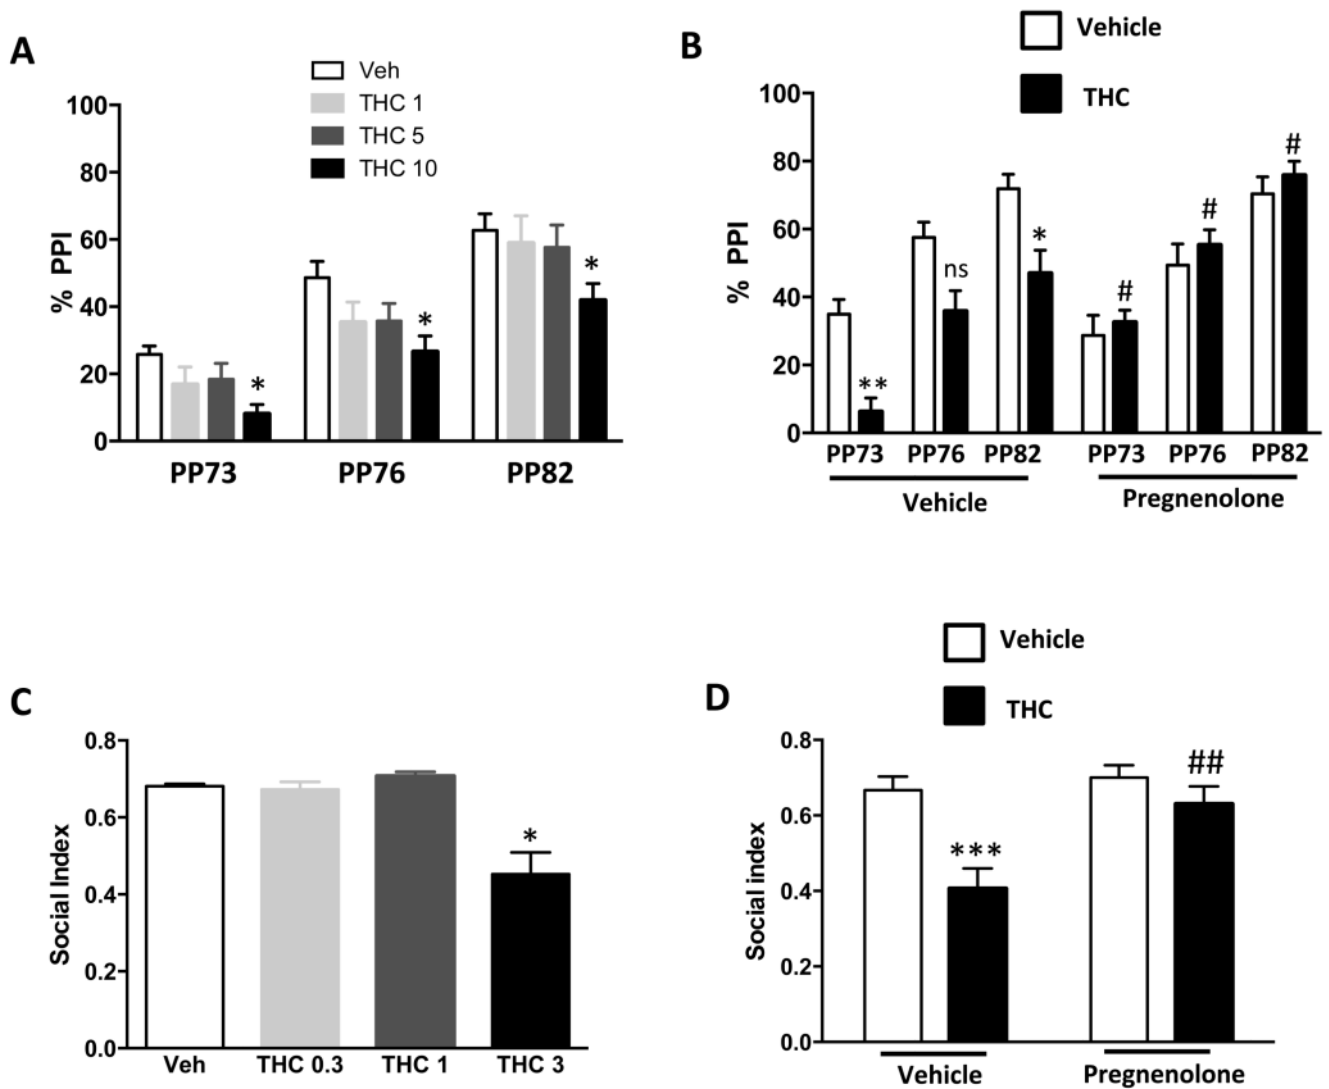 A
Veh
THC 1
THC 5
THC 10
100
80
60
40
20
0
% PPI
*
*
*
PP73 PP76 PP82
B
Vehicle
THC
100
80
60
40
20
0
% PPI
**
ns
*
#
#
#
PP73 PP76 PP82 PP73 PP76 PP82
Vehicle Pregnenolone
C
0.8
0.6
0.4
0.2
0.0
Social Index
*
Veh THC 0.3 THC 1 THC 3
D
Vehicle
THC
0.8
0.6
0.4
0.2
0.0
Social index
***
##
Vehicle Pregnenolone